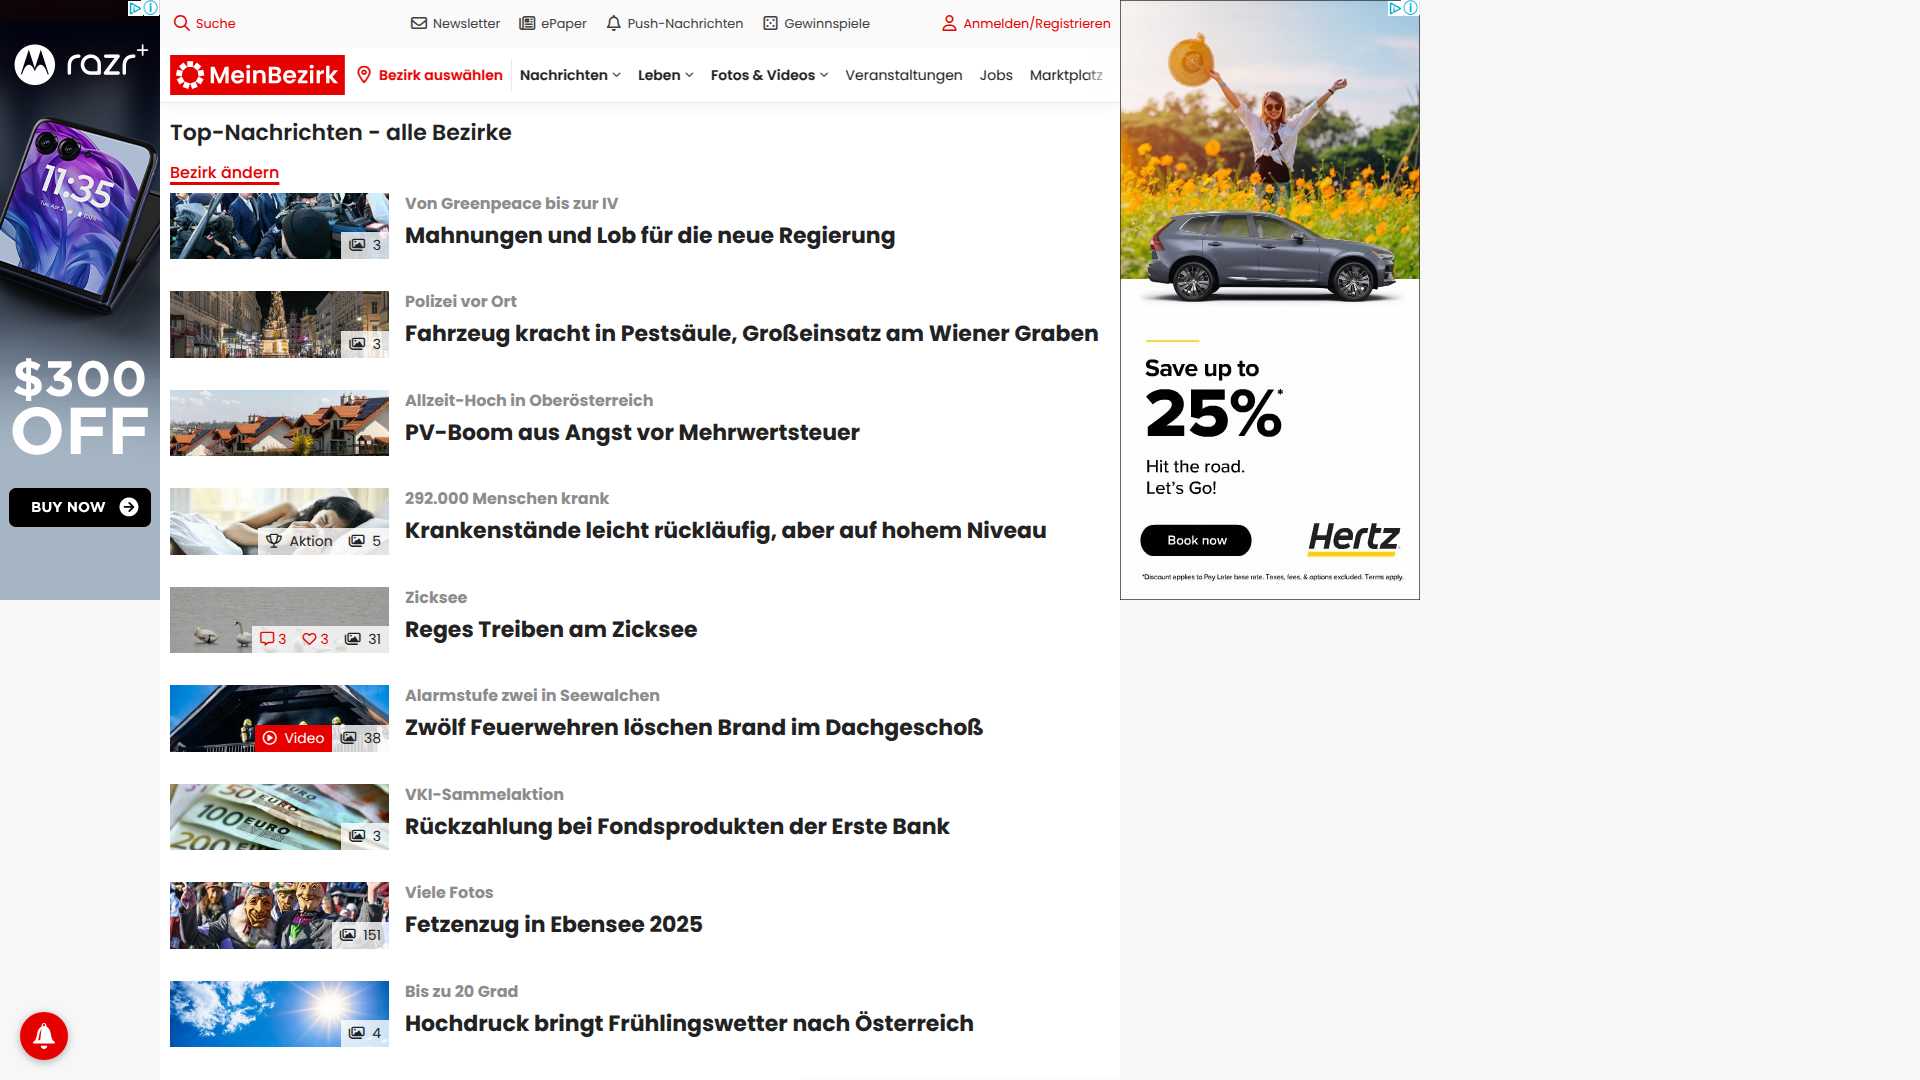 Suche
Newsletter
ePaper
Push-Nachrichten
Gewinnspiele
Anmelden/Registrieren
MeinBezirk
Bezirk auswählen
Nachrichten
Leben
Fotos & Videos
Veranstaltungen
Jobs
Marktplatz
Top-Nachrichten - alle Bezirke
Bezirk ändern
3
Von Greenpeace bis zur IV
Mahnungen und Lob für die neue Regierung
3
Polizei vor Ort
Fahrzeug kracht in Pestsäule, Großeinsatz am Wiener Graben
Allzeit-Hoch in Oberösterreich
PV-Boom aus Angst vor Mehrwertsteuer
Aktion 5
292.000 Menschen krank
Krankenstände leicht rückläufig, aber auf hohem Niveau
3 3 31
Zicksee
Reges Treiben am Zicksee
Video 38
Alarmstufe zwei in Seewalchen
Zwölf Feuerwehren löschen Brand im Dachgeschoß
50 EURO
100 EURO
200
3
VKI-Sammelaktion
Rückzahlung bei Fondsprodukten der Erste Bank
151
Viele Fotos
Fetzenzug in Ebensee 2025
4
Bis zu 20 Grad
Hochdruck bringt Frühlingswetter nach Österreich
razr+
11:35
$300
OFF
BUY NOW
Save up to
25%*
Hit the road.
Let's Go!
Book now
Hertz
*Discount applies to Pay Later base rate. Taxes, fees, & options excluded. Terms apply.